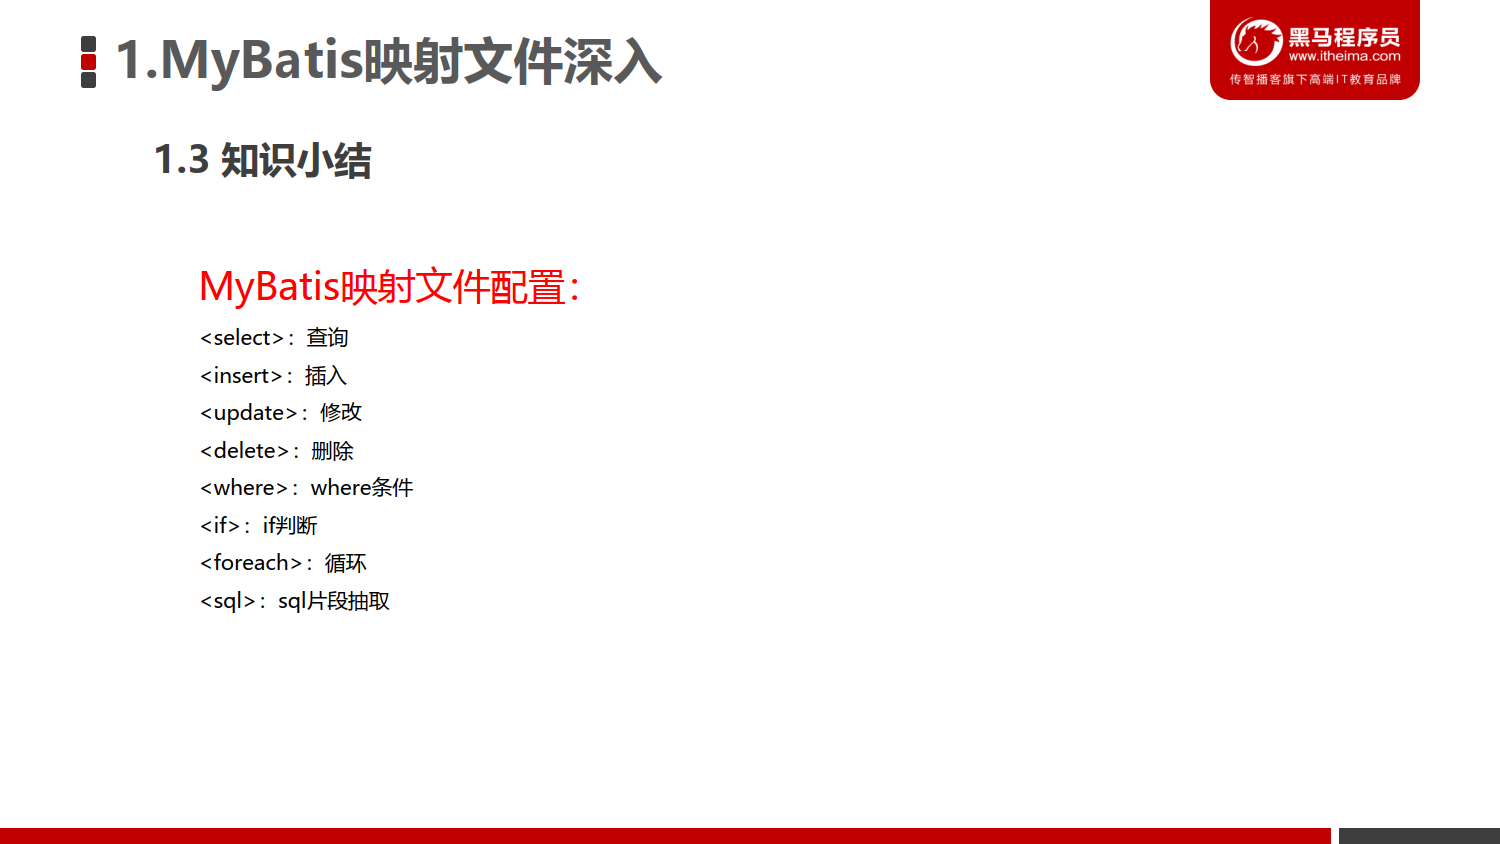 1.MyBatis映射文件深入
黑马程序员
www.itheima.com
传智播客旗下高端IT教育品牌
1.3 知识小结
MyBatis映射文件配置：
<select>：查询
<insert>：插入
<update>：修改
<delete>：删除
<where>：where条件
<if>：if判断
<foreach>：循环
<sql>：sql片段抽取